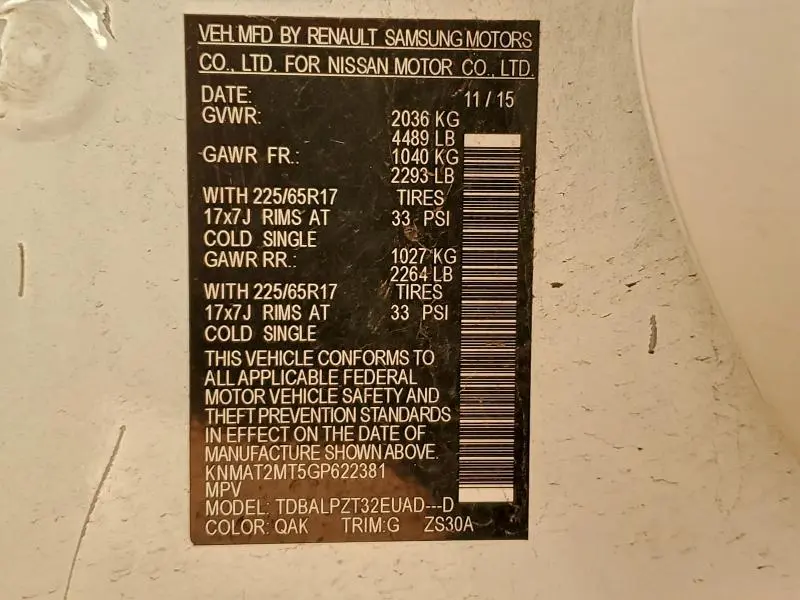 VEH. MFD BY RENAULT SAMSUNG MOTORS
CO., LTD. FOR NISSAN MOTOR CO., LTD.
DATE: 11 / 15
GVWR: 2036 KG
4489 LB
GAWR FR.: 1040 KG
2293 LB
WITH 225/65R17 TIRES
17x7J RIMS AT 33 PSI
COLD SINGLE
GAWR RR.: 1027 KG
2264 LB
WITH 225/65R17 TIRES
17x7J RIMS AT 33 PSI
COLD SINGLE
THIS VEHICLE CONFORMS TO
ALL APPLICABLE FEDERAL
MOTOR VEHICLE SAFETY AND
THEFT PREVENTION STANDARDS
IN EFFECT ON THE DATE OF
MANUFACTURE SHOWN ABOVE.
KNMAT2MT5GP622381
MPV
MODEL: TDBALPZT32EUAD---D
COLOR: QAK TRIM:G ZS30A